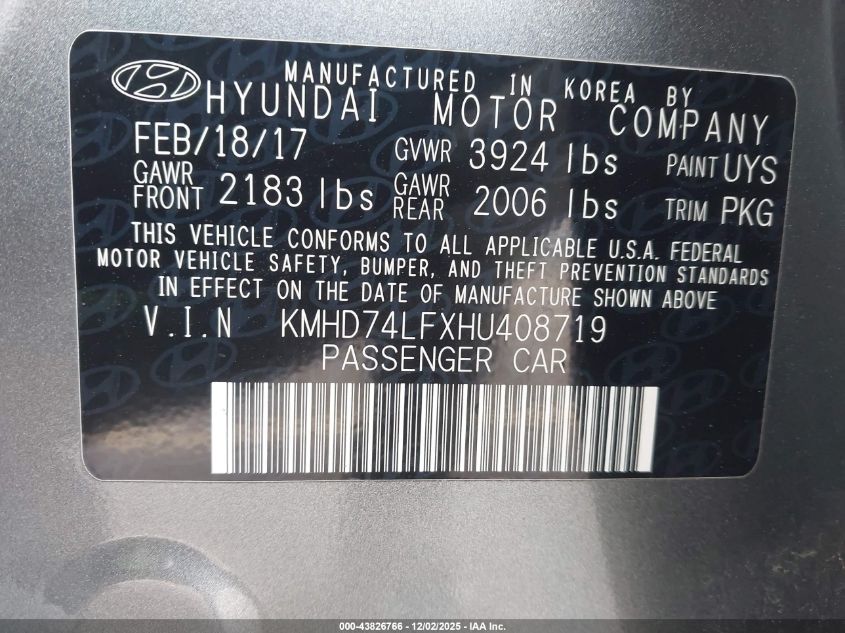 MANUFACTURED IN KOREA BY
HYUNDAI MOTOR COMPANY
FEB/18/17 GVWR 3924 lbs PAINT UYS
GAWR FRONT 2183 lbs GAWR REAR 2006 lbs TRIM PKG
THIS VEHICLE CONFORMS TO ALL APPLICABLE U.S.A. FEDERAL
MOTOR VEHICLE SAFETY, BUMPER, AND THEFT PREVENTION STANDARDS
IN EFFECT ON THE DATE OF MANUFACTURE SHOWN ABOVE
V.I.N KMHD74LFXHU408719
PASSENGER CAR
000-43826766 - 12/02/2025 - IAA Inc.